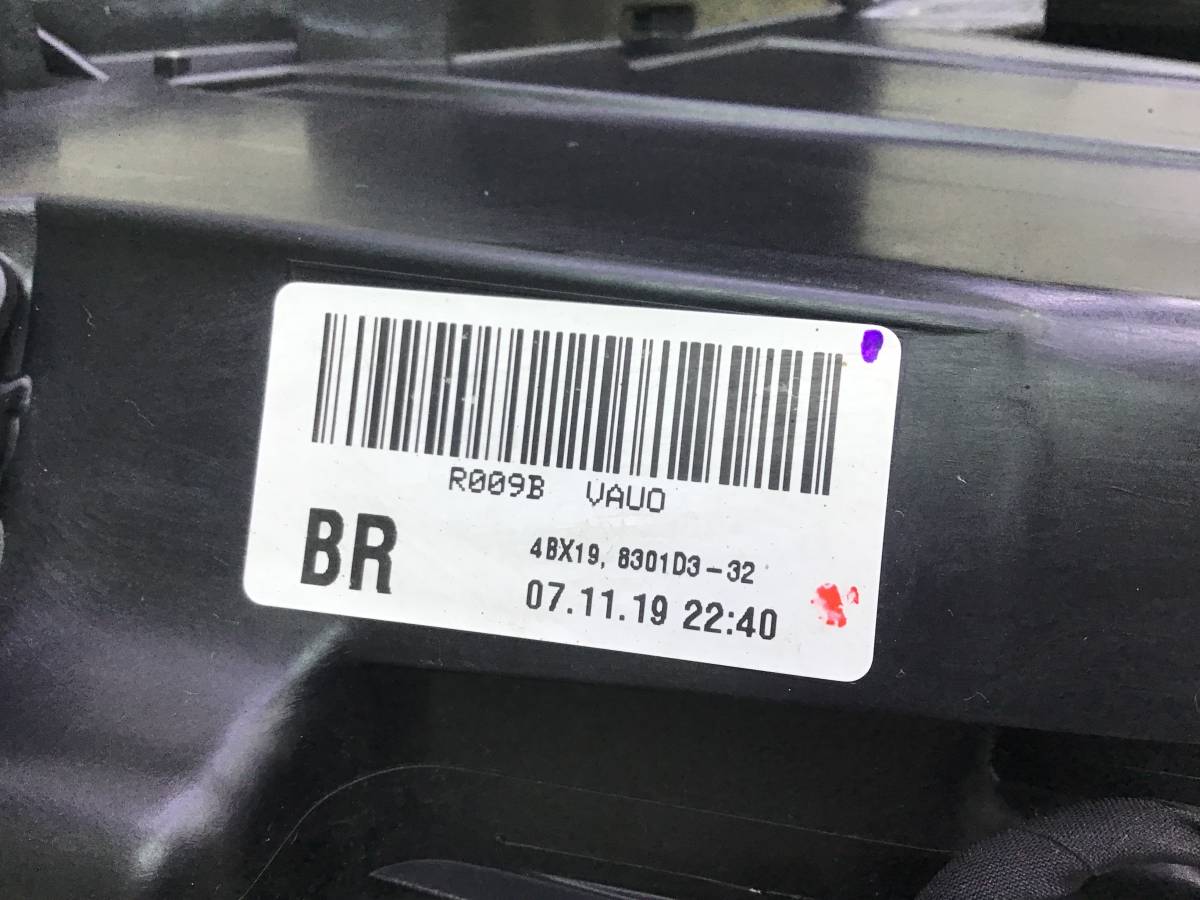 R009B VAUO
BR
4BX19, 8301D3-32
07.11.19 22:40